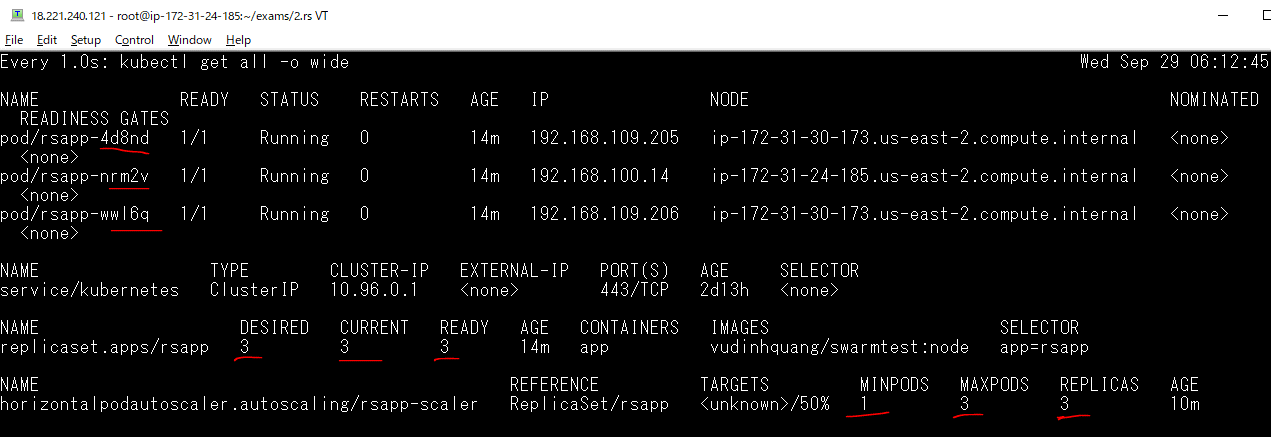 18.221.240.121 - root@ip-172-31-24-185:~/exams/2.rs VT
File Edit Setup Control Window Help
Every 1.0s: kubectl get all -o wide Wed Sep 29 06:12:45
NAME READY STATUS RESTARTS AGE IP NODE NOMINATED
READINESS GATES
pod/rsapp-4d8nd 1/1 Running 0 14m 192.168.109.205 ip-172-31-30-173.us-east-2.compute.internal <none>
<none>
pod/rsapp-nrm2v 1/1 Running 0 14m 192.168.100.14 ip-172-31-24-185.us-east-2.compute.internal <none>
<none>
pod/rsapp-wwl6q 1/1 Running 0 14m 192.168.109.206 ip-172-31-30-173.us-east-2.compute.internal <none>
<none>
NAME TYPE CLUSTER-IP EXTERNAL-IP PORT(S) AGE SELECTOR
service/kubernetes ClusterIP 10.96.0.1 <none> 443/TCP 2d13h <none>
NAME DESIRED CURRENT READY AGE CONTAINERS IMAGES SELECTOR
replicaset.apps/rsapp 3 3 3 14m app vudinhquang/swarmtest:node app=rsapp
NAME REFERENCE TARGETS MINPODS MAXPODS REPLICAS AGE
horizontalpodautoscaler.autoscaling/rsapp-scaler ReplicaSet/rsapp <unknown>/50% 1 3 3 10m